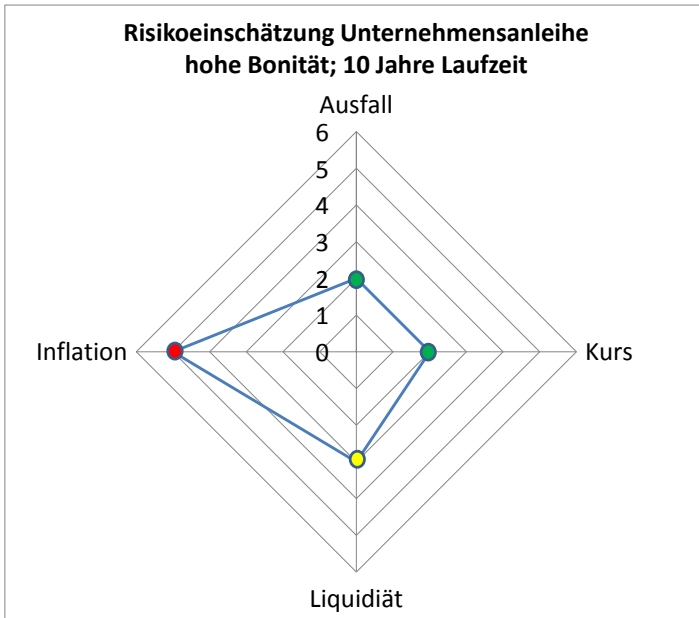 Risikoeinschätzung Unternehmensanleihe
hohe Bonität; 10 Jahre Laufzeit
Ausfall
6
5
4
3
2
1
Inflation 0 Kurs
Liquidiät